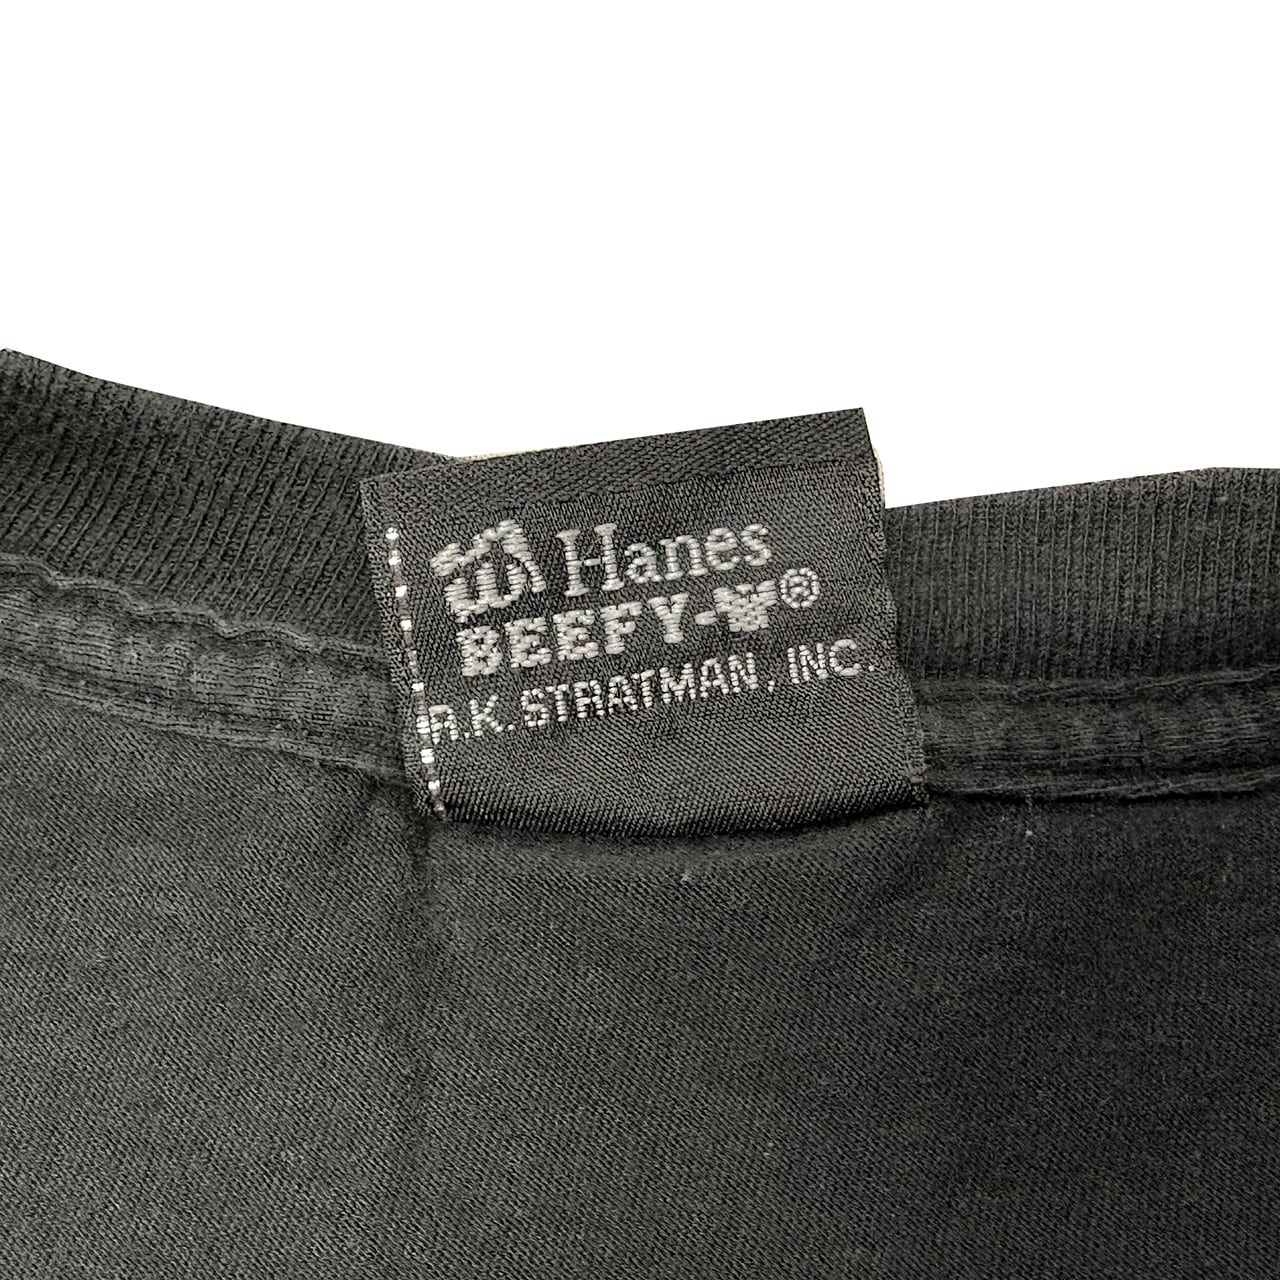 Hanes
BEEFY-T®
R.K. STRATMAN, INC.